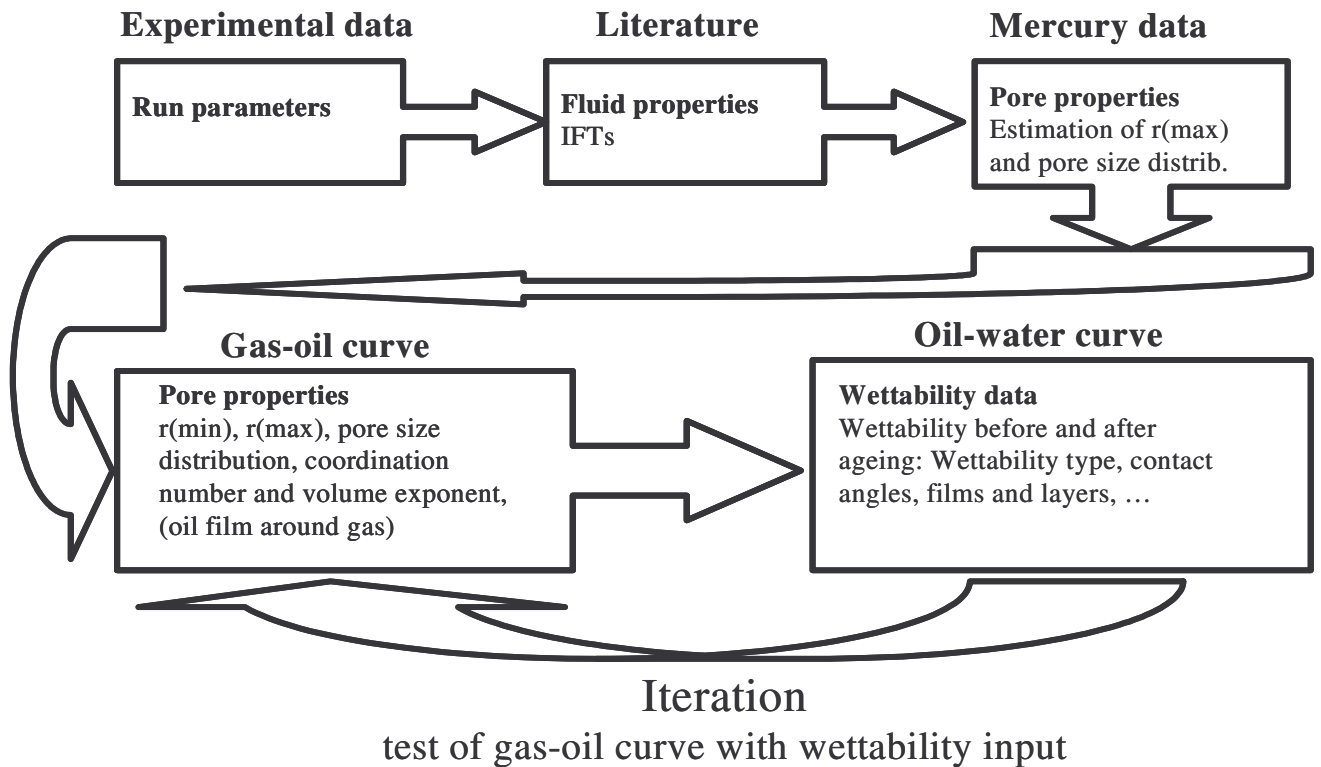 Experimental data
Literature
Mercury data
Run parameters
Fluid properties
IFTs
Pore properties
Estimation of r(max)
and pore size distrib.
Gas-oil curve
Oil-water curve
Pore properties
r(min), r(max), pore size
distribution, coordination
number and volume exponent,
(oil film around gas)
Wettability data
Wettability before and after
ageing: Wettability type, contact
angles, films and layers, …
Iteration
test of gas-oil curve with wettability input